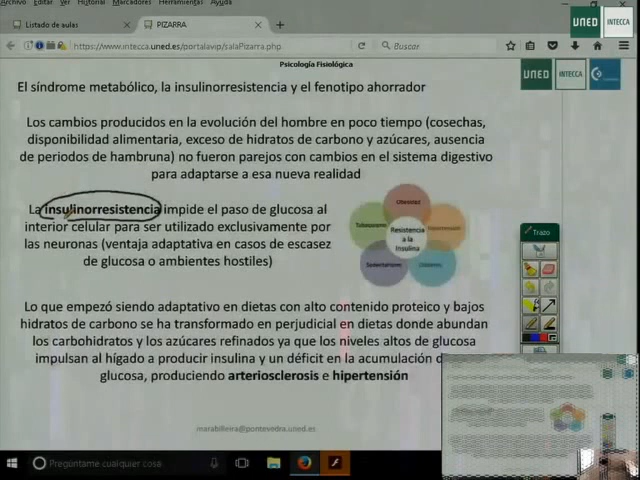 Archivo Editar Ver Historial Marcadores Herramientas Ayuda
Listado de aulas
PIZARRA
https://www.intecca.uned.es/portalavip/salaPizarra.php
Buscar
UNED INTECCA
Psicología Fisiológica
UNED INTECCA
El síndrome metabólico, la insulinorresistencia y el fenotipo ahorrador
Los cambios producidos en la evolución del hombre en poco tiempo (cosechas,
disponibilidad alimentaria, exceso de hidratos de carbono y azúcares, ausencia
de periodos de hambruna) no fueron parejos con cambios en el sistema digestivo
para adaptarse a esa nueva realidad
La insulinorresistencia impide el paso de glucosa al
interior celular para ser utilizado exclusivamente por
las neuronas (ventaja adaptativa en casos de escasez
de glucosa o ambientes hostiles)
Obesidad
Tabaquismo
Hipertensión
Resistencia
a la
Insulina
Sedentarismo
Diabetes
Trazo
Lo que empezó siendo adaptativo en dietas con alto contenido proteico y bajos
hidratos de carbono se ha transformado en perjudicial en dietas donde abundan
los carbohidratos y los azúcares refinados ya que los niveles altos de glucosa
impulsan al hígado a producir insulina y un déficit en la acumulación d
glucosa, produciendo arteriosclerosis e hipertensión
marabilleira@pontevedra.uned.es
Pregúntame cualquier cosa